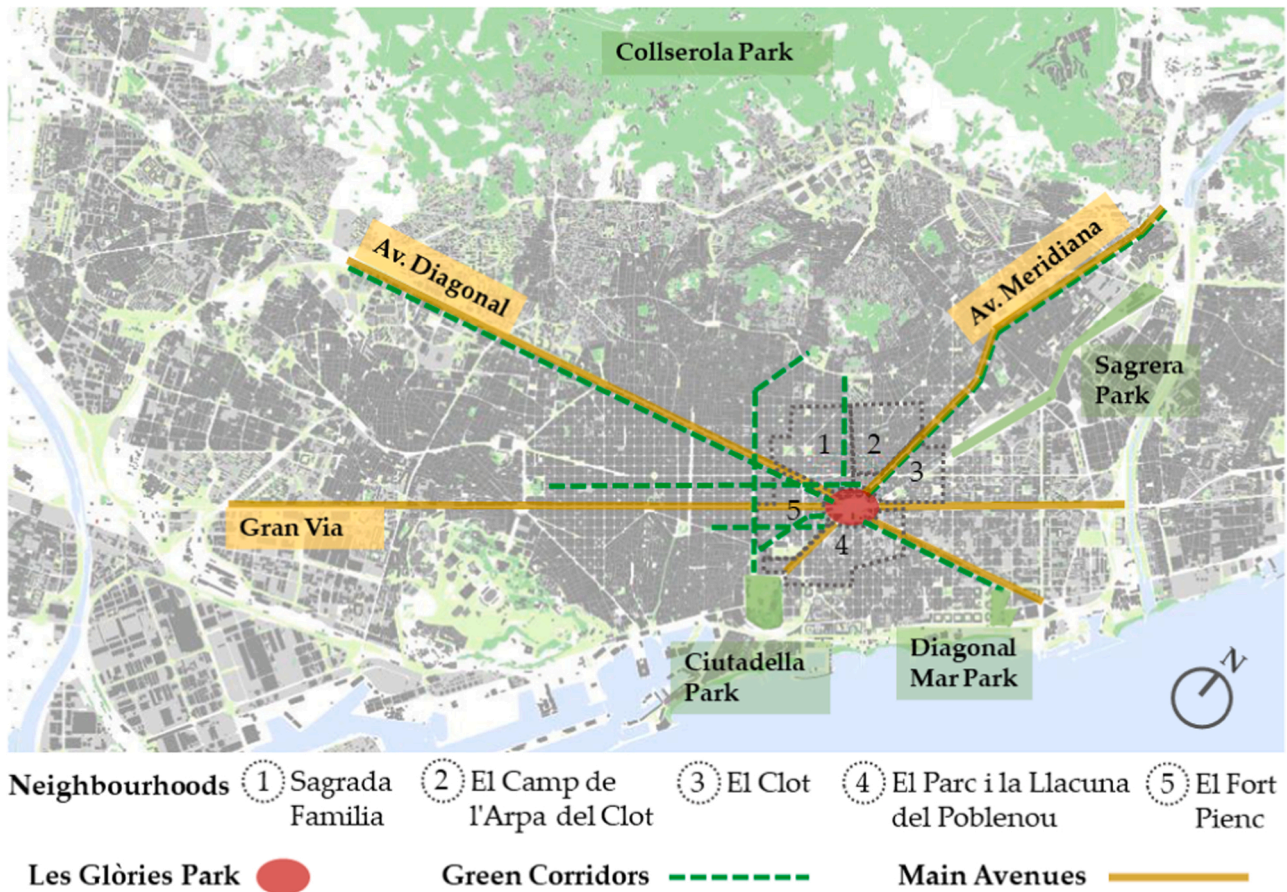 Collserola Park
Av. Diagonal
Av. Meridiana
Sagrera
Park
1
2
3
Gran Via
5
4
Ciutadella
Park
Diagonal
Mar Park
N
Neighbourhoods
1 Sagrada
Familia
2 El Camp de
l'Arpa del Clot
3 El Clot
4 El Parc i la Llacuna
del Poblenou
5 El Fort
Pienc
Les Glòries Park
Green Corridors
Main Avenues